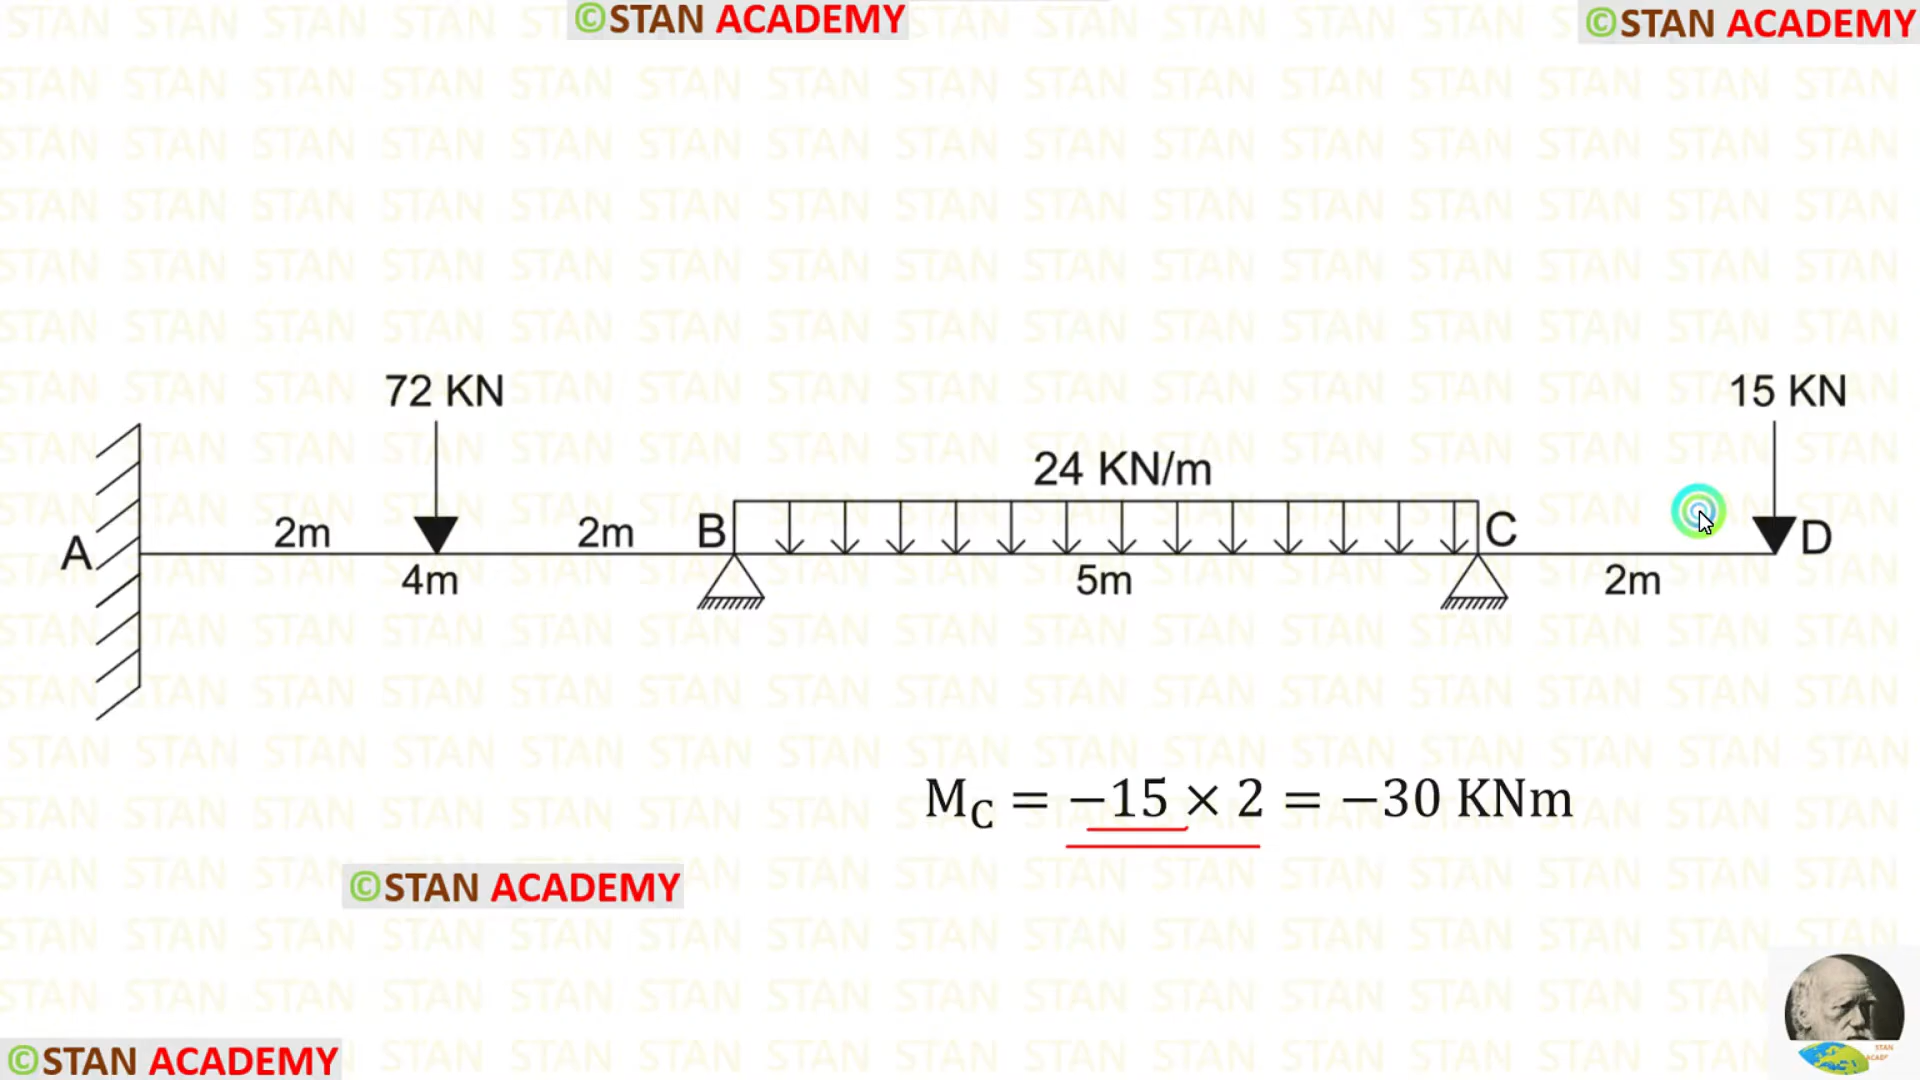 ©STAN ACADEMY
©STAN ACADEMY
72 KN
15 KN
24 KN/m
A
2m
2m
B
C
D
4m
5m
2m
M_C = −15 × 2 = −30 KNm
©STAN ACADEMY
©STAN ACADEMY